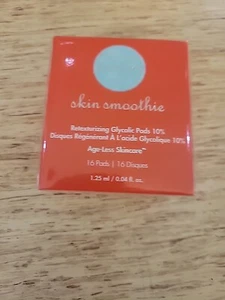 skin smoothie
Retexturizing Glycolic Pads 10%
Disques Régénérant À L'acide Glycolique 10%
Age-Less Skincare™
16 Pads | 16 Disques
1.25 ml / 0.04 fl. oz.